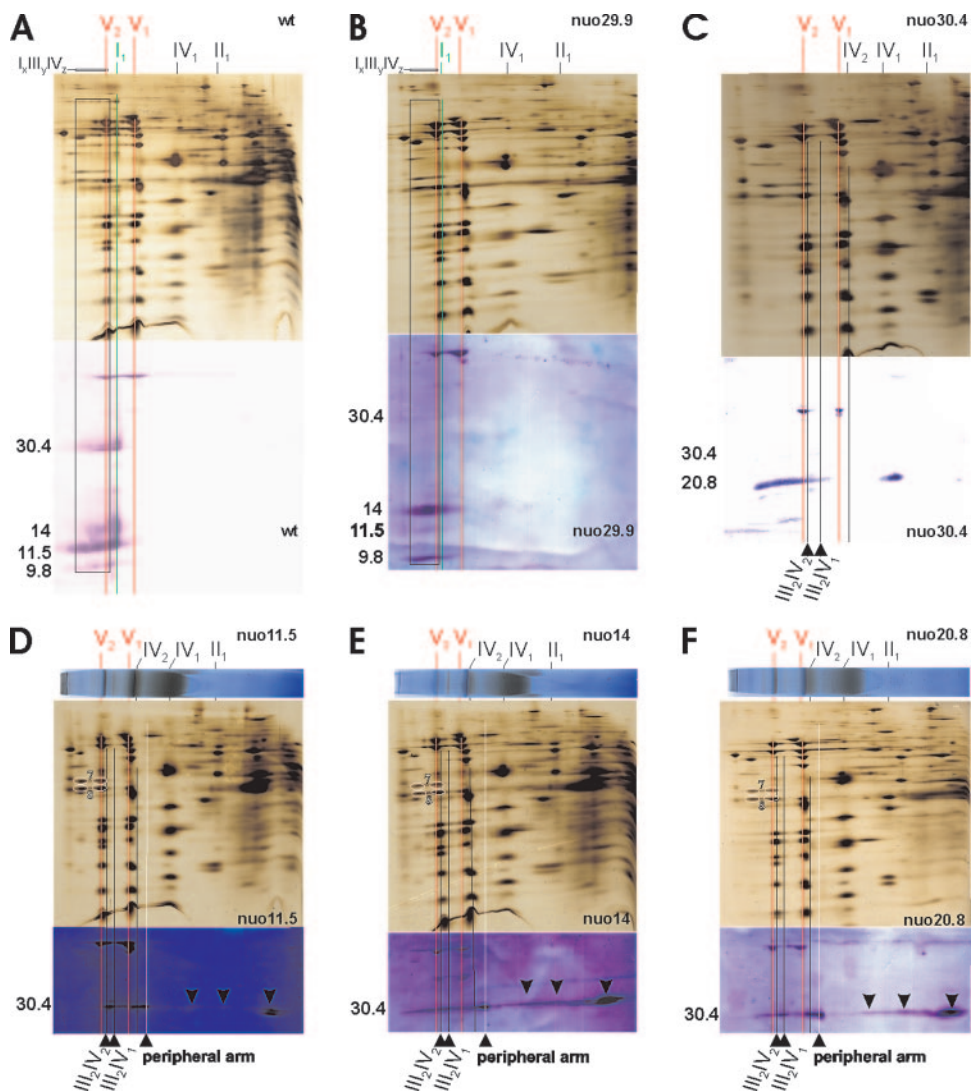 A
V₂ V₁
wt
I₁
IV₁ II₁
IₓIIIᵧIV_z
30.4
14
11.5
9.8
wt
B
V₂ V₁
nuo29.9
I₁
IV₁ II₁
IₓIIIᵧIV_z
30.4
14
11.5
9.8
nuo29.9
C
V₂ V₁
nuo30.4
IV₂ IV₁ II₁
30.4
20.8
nuo30.4
III₂IV₂
III₂IV₁
D
V₂ V₁
nuo11.5
IV₂ IV₁ II₁
7
8
nuo11.5
30.4
III₂IV₂
III₂IV₁
peripheral arm
E
V₂ V₁
nuo14
IV₂ IV₁ II₁
7
8
nuo14
30.4
III₂IV₂
III₂IV₁
peripheral arm
F
V₂ V₁
nuo20.8
IV₂ IV₁ II₁
7
8
nuo20.8
30.4
III₂IV₂
III₂IV₁
peripheral arm